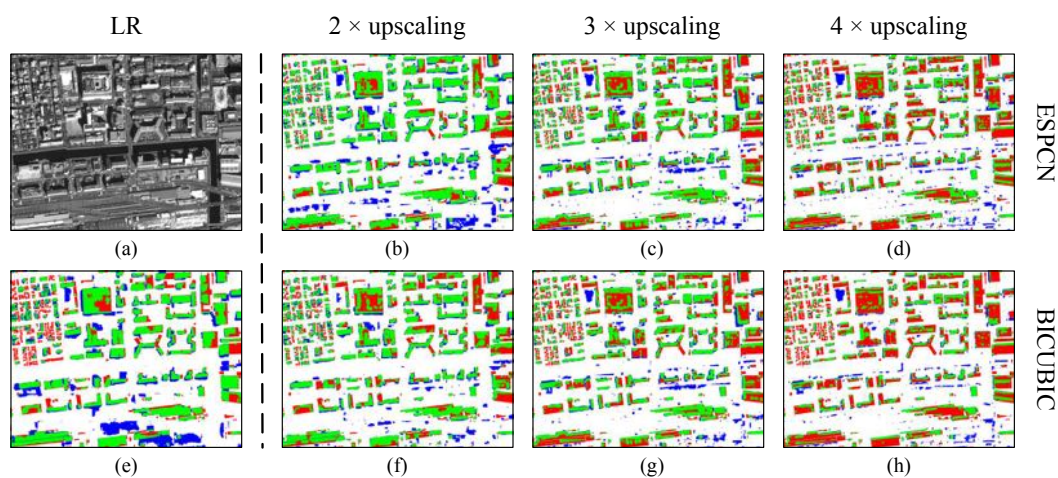 LR
2 × upscaling
3 × upscaling
4 × upscaling
ESPCN
(a)
(b)
(c)
(d)
BICUBIC
(e)
(f)
(g)
(h)